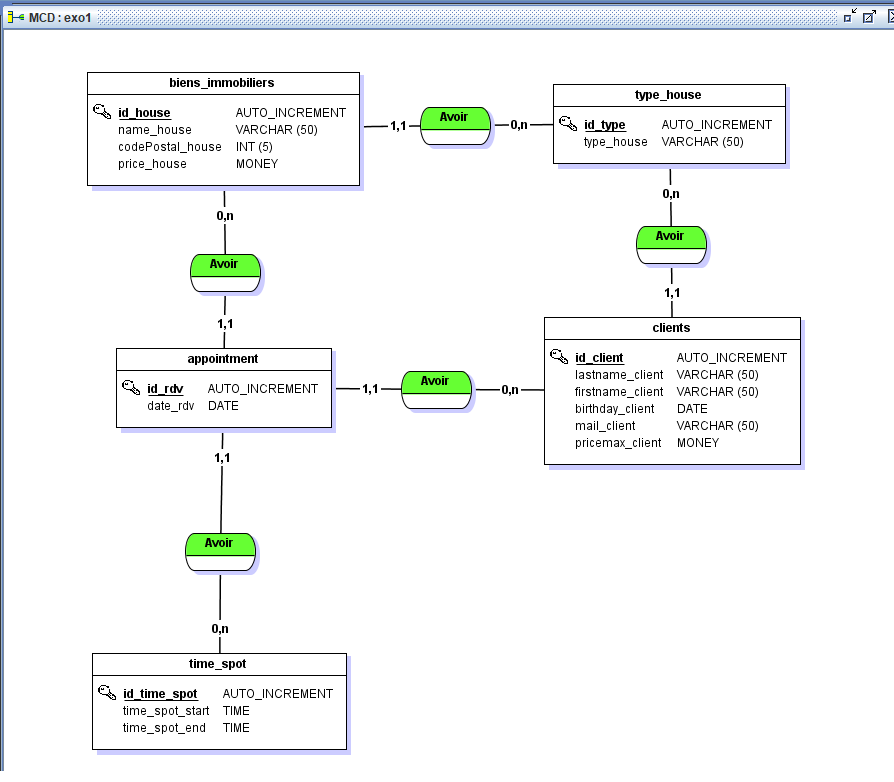 MCD : exo1
biens_immobiliers
id_house AUTO_INCREMENT
name_house VARCHAR (50)
codePostal_house INT (5)
price_house MONEY
1,1
Avoir
0,n
type_house
id_type AUTO_INCREMENT
type_house VARCHAR (50)
0,n
Avoir
1,1
0,n
Avoir
1,1
clients
id_client AUTO_INCREMENT
lastname_client VARCHAR (50)
firstname_client VARCHAR (50)
birthday_client DATE
mail_client VARCHAR (50)
pricemax_client MONEY
appointment
id_rdv AUTO_INCREMENT
date_rdv DATE
1,1
Avoir
0,n
1,1
Avoir
0,n
time_spot
id_time_spot AUTO_INCREMENT
time_spot_start TIME
time_spot_end TIME